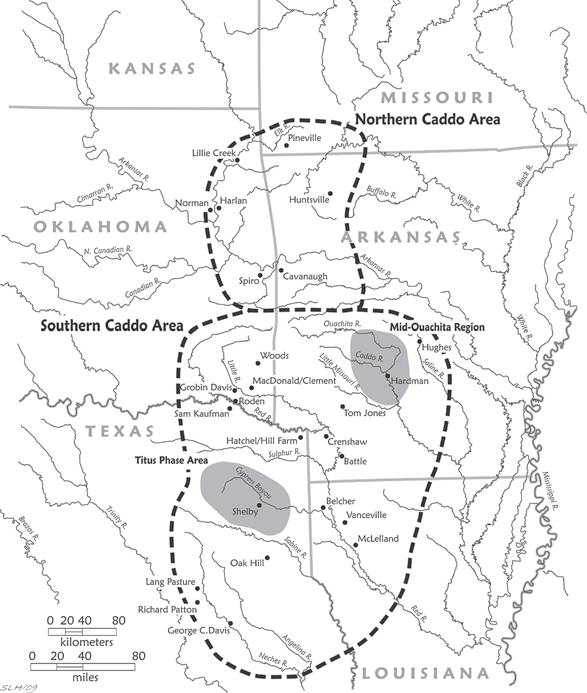 KANSAS
MISSOURI
Northern Caddo Area
Elk R.
Pineville
Lillie Creek
Arkansas R.
Black R.
Cimarron R.
Huntsville
Buffalo R.
White R.
Norman
Harlan
OKLAHOMA
ARKANSAS
N. Canadian R.
Arkansas R.
Canadian R.
Spiro
Cavanaugh
White R.
Southern Caddo Area
Ouachita R.
Mid-Ouachita Region
Hughes
Woods
Caddo R.
Saline R.
Little R.
Little Missouri R.
Grobin Davis
MacDonald/Clement
Hardman
Roden
Sam Kaufman
Red R.
Tom Jones
TEXAS
Hatchel/Hill Farm
Crenshaw
Sulphur R.
Battle
Titus Phase Area
Cypress Bayou
Mississippi R.
Shelby
Belcher
Brazos R.
Trinity R.
Vanceville
Sabine R.
McLelland
Oak Hill
Lang Pasture
Richard Patton
Red R.
0 20 40 80
kilometers
George C.Davis
Angelina R.
Neches R.
0 20 40 80
miles
LOUISIANA
SLH/09